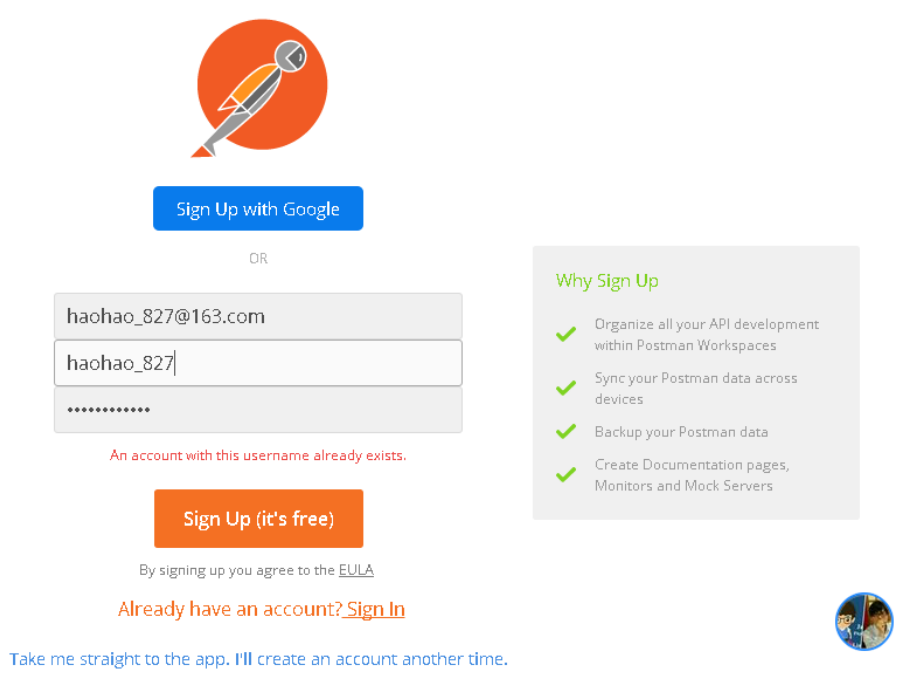 Sign Up with Google
OR
haohao_827@163.com
haohao_827
••••••••••••
An account with this username already exists.
Sign Up (it's free)
By signing up you agree to the EULA
Already have an account? Sign In
Take me straight to the app. I'll create an account another time.
Why Sign Up
Organize all your API development
within Postman Workspaces
Sync your Postman data across
devices
Backup your Postman data
Create Documentation pages,
Monitors and Mock Servers